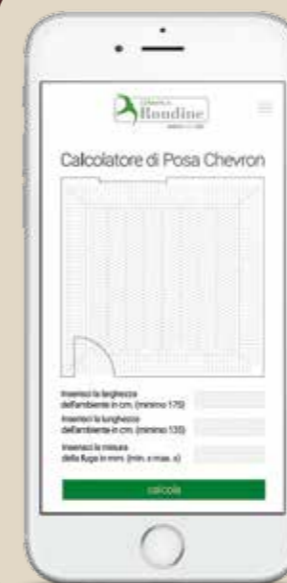 Rondine
Calcolatore di Posa Chevron
Inserisci la larghezza
dell'ambiente in cm. (minimo 175)
Inserisci la lunghezza
dell'ambiente in cm. (minimo 135)
Inserisci la misura
della fuga in mm. (min. x max. x)
calcola